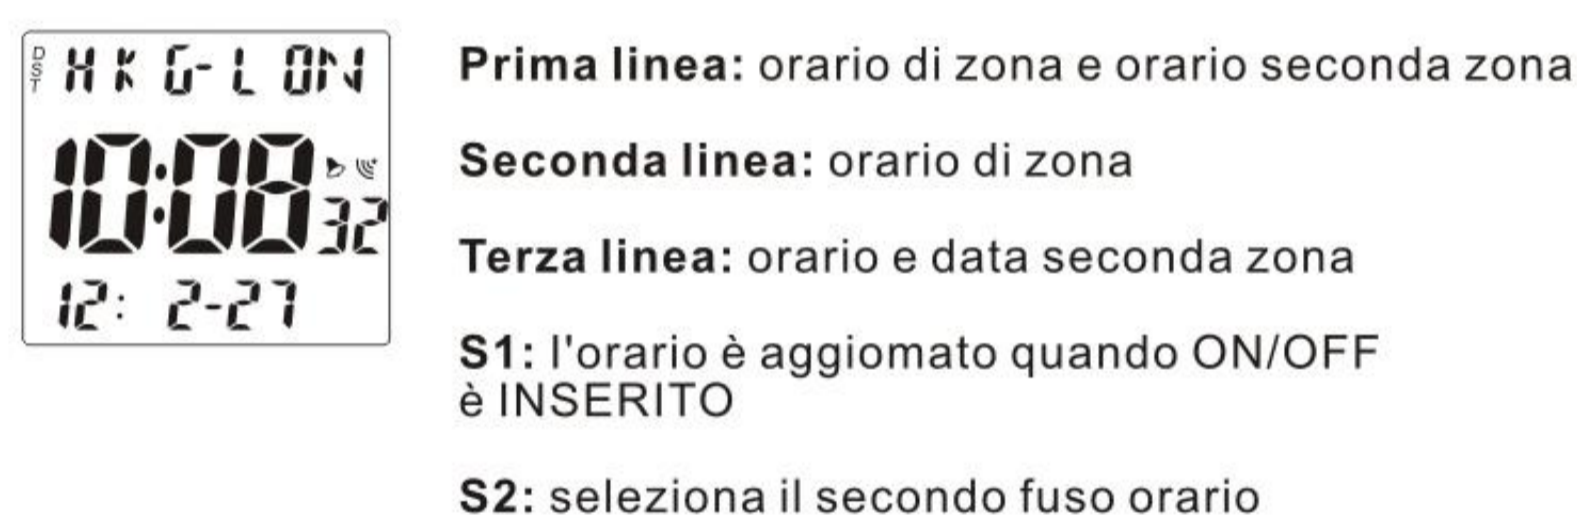 DST HKG-LON
10:08 32
12: 2-27
Prima linea: orario di zona e orario seconda zona
Seconda linea: orario di zona
Terza linea: orario e data seconda zona
S1: l'orario è aggiomato quando ON/OFF
è INSERITO
S2: seleziona il secondo fuso orario